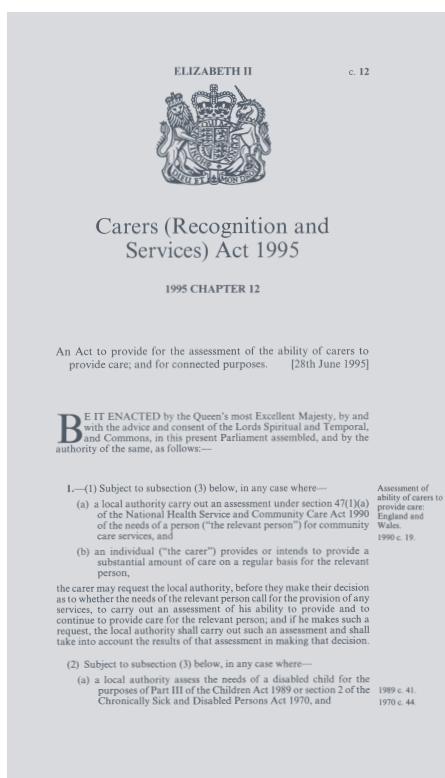 ELIZABETH II
c. 12
DIEU ET MON DROIT
Carers (Recognition and
Services) Act 1995
1995 CHAPTER 12
An Act to provide for the assessment of the ability of carers to
provide care; and for connected purposes. [28th June 1995]
BE IT ENACTED by the Queen's most Excellent Majesty, by and
with the advice and consent of the Lords Spiritual and Temporal,
and Commons, in this present Parliament assembled, and by the
authority of the same, as follows:—
1.—(1) Subject to subsection (3) below, in any case where—
(a) a local authority carry out an assessment under section 47(1)(a)
of the National Health Service and Community Care Act 1990
of the needs of a person (“the relevant person”) for community
care services, and
(b) an individual (“the carer”) provides or intends to provide a
substantial amount of care on a regular basis for the relevant
person,
the carer may request the local authority, before they make their decision
as to whether the needs of the relevant person call for the provision of any
services, to carry out an assessment of his ability to provide and to
continue to provide care for the relevant person; and if he makes such a
request, the local authority shall carry out such an assessment and shall
take into account the results of that assessment in making that decision.
Assessment of
ability of carers to
provide care:
England and
Wales.
1990 c. 19.
(2) Subject to subsection (3) below, in any case where—
(a) a local authority assess the needs of a disabled child for the
purposes of Part III of the Children Act 1989 or section 2 of the
Chronically Sick and Disabled Persons Act 1970, and
1989 c. 41.
1970 c. 44.